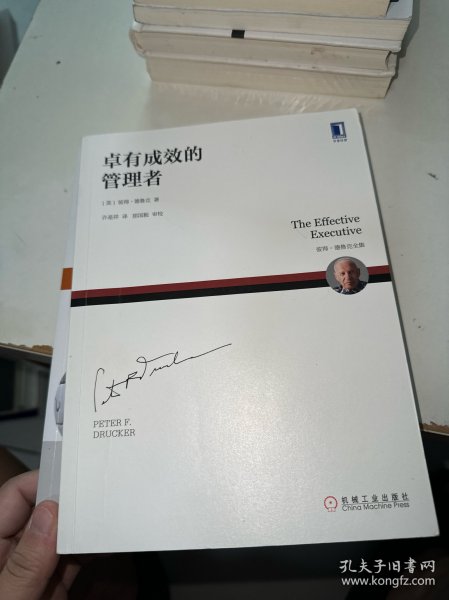 卓有成效的
管理者
［美］彼得·德鲁克 著
许是祥 译 那国毅 审校
The Effective
Executive
彼得·德鲁克全集
PETER F.
DRUCKER
机械工业出版社
China Machine Press
孔夫子旧书网
www.kongfz.com